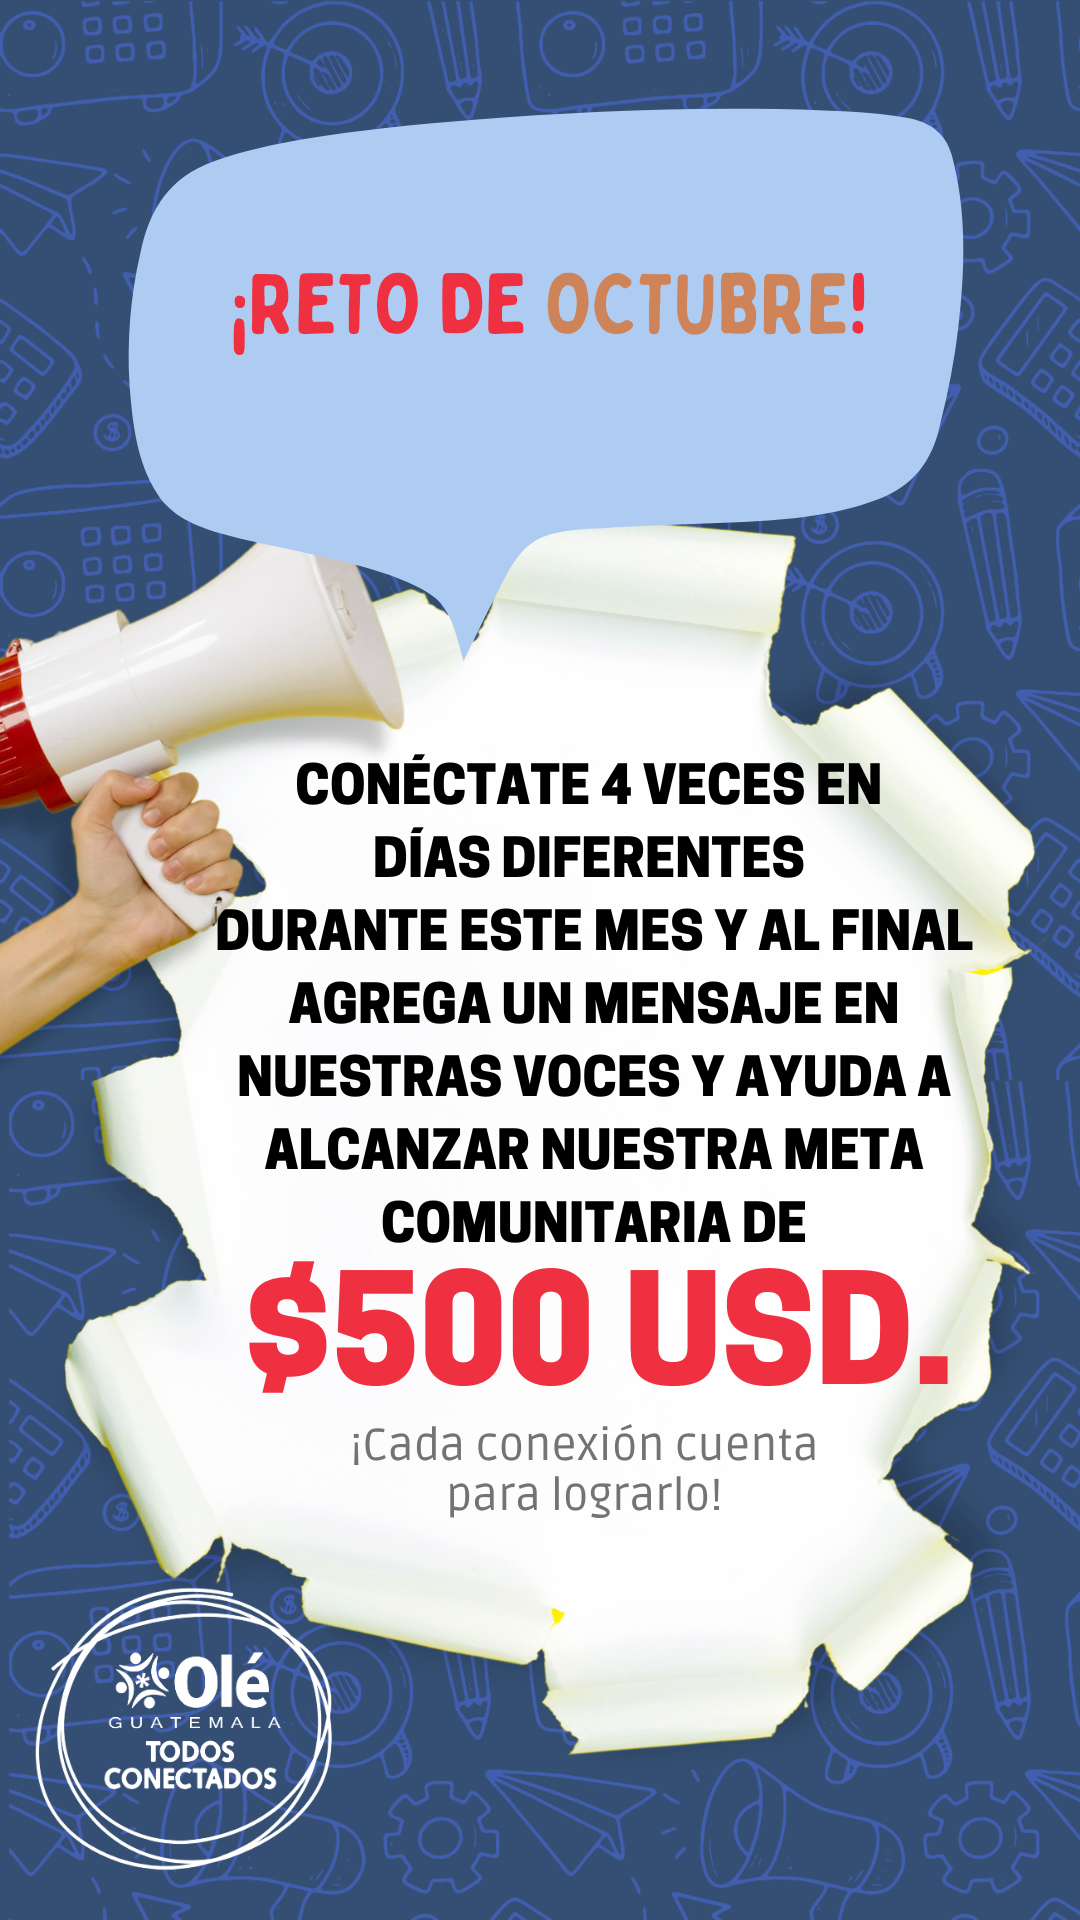 ¡RETO DE OCTUBRE!
CONÉCTATE 4 VECES EN
DÍAS DIFERENTES
DURANTE ESTE MES Y AL FINAL
AGREGA UN MENSAJE EN
NUESTRAS VOCES Y AYUDA A
ALCANZAR NUESTRA META
COMUNITARIA DE
$500 USD.
¡Cada conexión cuenta
para lograrlo!
Olé
GUATEMALA
TODOS
CONECTADOS